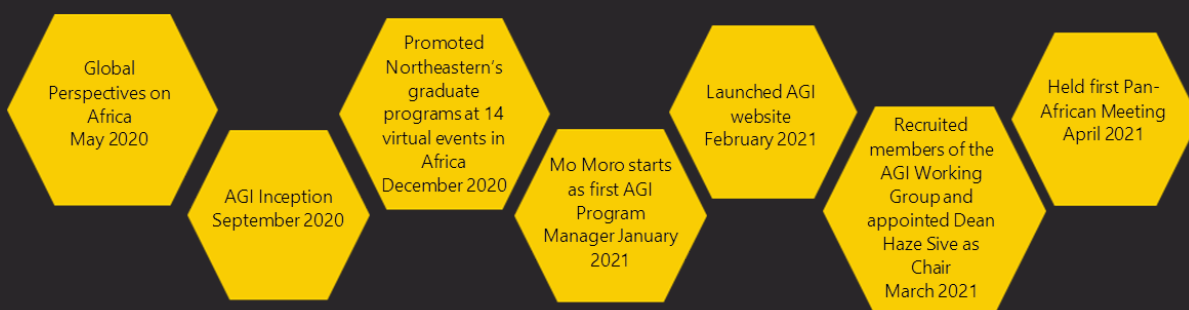 Global
Perspectives on
Africa
May 2020
AGI Inception
September 2020
Promoted
Northeastern's
graduate
programs at 14
virtual events in
Africa
December 2020
Mo Moro starts
as first AGI
Program
Manager January
2021
Launched AGI
website
February 2021
Recruited
members of the
AGI Working
Group and
appointed Dean
Haze Sive as
Chair
March 2021
Held first Pan-
African Meeting
April 2021